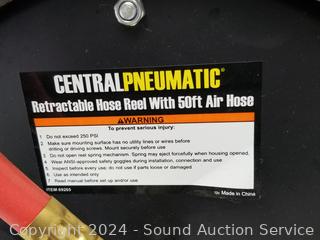 CENTRALPNEUMATIC®
Retractable Hose Reel With 50ft Air Hose
WARNING
To prevent serious injury:
1 Do not exceed 250 PSI
2 Make sure mounting surface has no utility lines or wires before
drilling or driving screws. Mount securely before use
3 Do not open reel spring mechanism. Spring may eject forcefully when housing opened.
4 Wear ANSI-approved safety goggles during connection, installation and use
5 Inspect before every use; do not use if parts loose or damaged
6 Use as intended only
7 Read manual before set up and/or use
ITEM 69265
Made in China
Copyright 2024 - Sound Auction Service